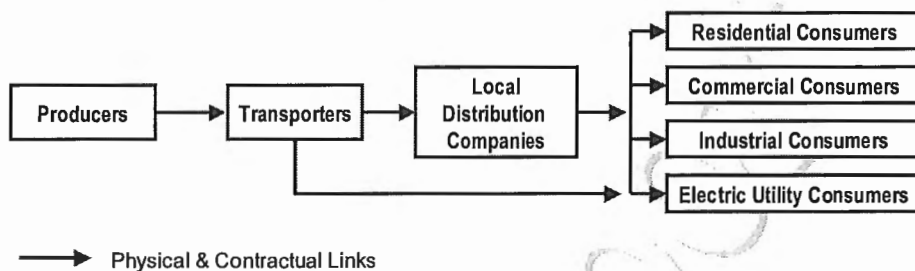 Residential Consumers
Commercial Consumers
Industrial Consumers
Electric Utility Consumers
Producers
Transporters
Local
Distribution
Companies
Physical & Contractual Links